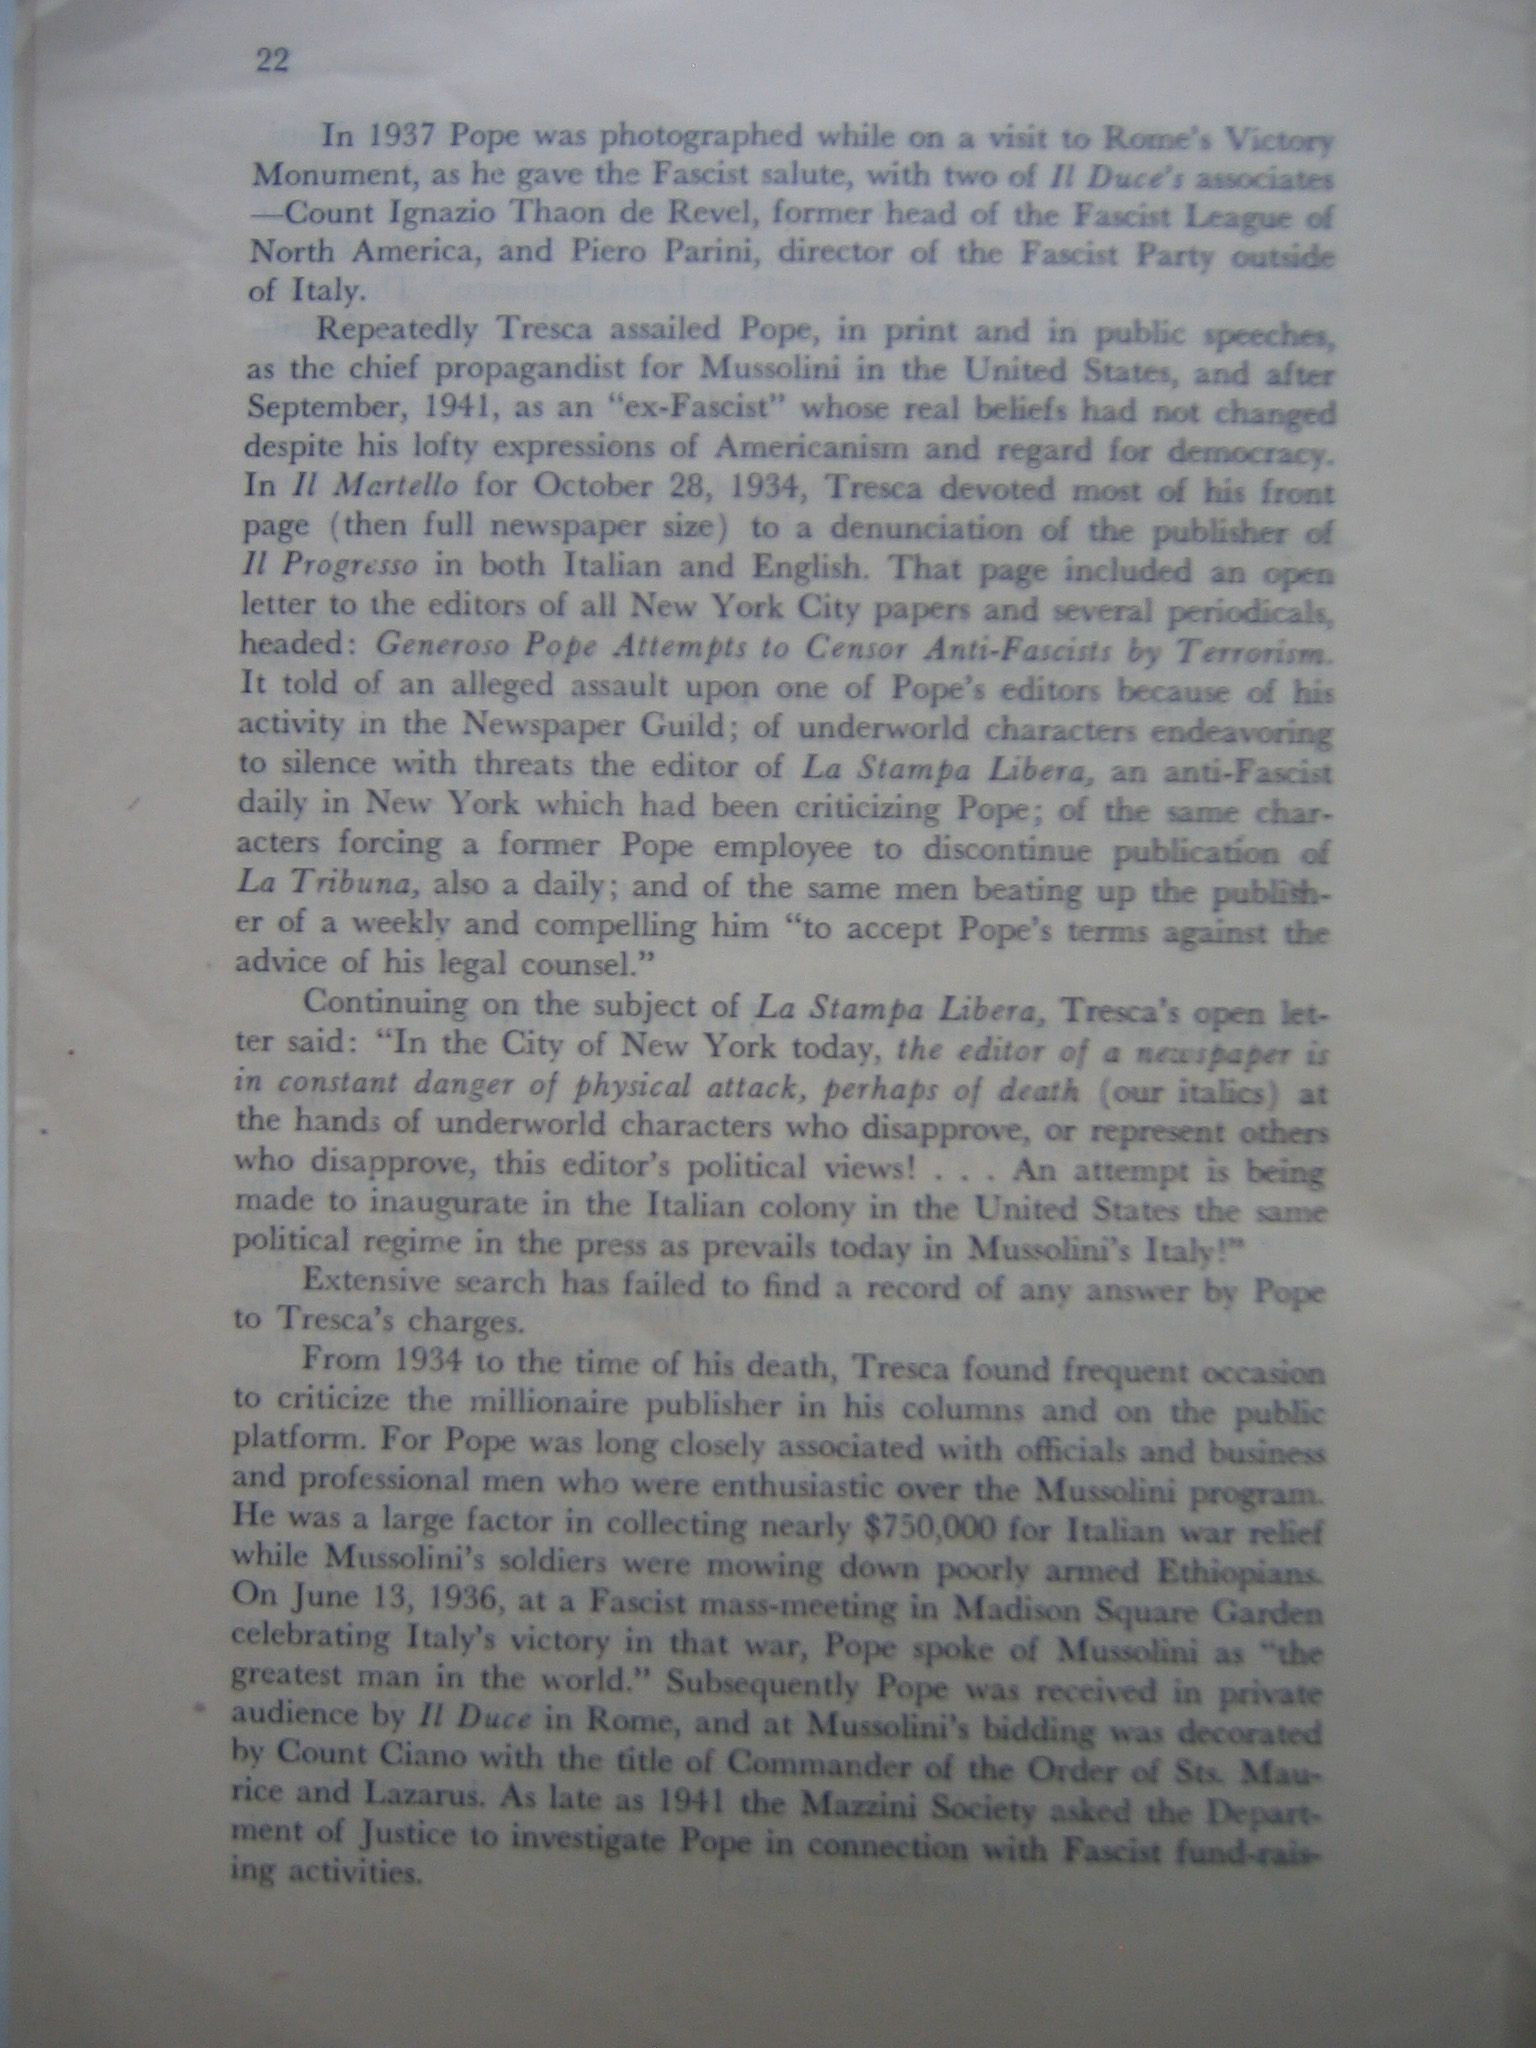 22
In 1937 Pope was photographed while on a visit to Rome's Victory
Monument, as he gave the Fascist salute, with two of Il Duce's associates
—Count Ignazio Thaon de Revel, former head of the Fascist League of
North America, and Piero Parini, director of the Fascist Party outside
of Italy.
Repeatedly Tresca assailed Pope, in print and in public speeches,
as the chief propagandist for Mussolini in the United States, and after
September, 1941, as an “ex-Fascist” whose real beliefs had not changed
despite his lofty expressions of Americanism and regard for democracy.
In Il Martello for October 28, 1934, Tresca devoted most of his front
page (then full newspaper size) to a denunciation of the publisher of
Il Progresso in both Italian and English. That page included an open
letter to the editors of all New York City papers and several periodicals,
headed: Generoso Pope Attempts to Censor Anti-Fascists by Terrorism.
It told of an alleged assault upon one of Pope's editors because of his
activity in the Newspaper Guild; of underworld characters endeavoring
to silence with threats the editor of La Stampa Libera, an anti-Fascist
daily in New York which had been criticizing Pope; of the same char-
acters forcing a former Pope employee to discontinue publication of
La Tribuna, also a daily; and of the same men beating up the publish-
er of a weekly and compelling him “to accept Pope's terms against the
advice of his legal counsel.”
Continuing on the subject of La Stampa Libera, Tresca's open let-
ter said: “In the City of New York today, the editor of a newspaper is
in constant danger of physical attack, perhaps of death (our italics) at
the hands of underworld characters who disapprove, or represent others
who disapprove, this editor's political views! . . . An attempt is being
made to inaugurate in the Italian colony in the United States the same
political regime in the press as prevails today in Mussolini's Italy!”
Extensive search has failed to find a record of any answer by Pope
to Tresca's charges.
From 1934 to the time of his death, Tresca found frequent occasion
to criticize the millionaire publisher in his columns and on the public
platform. For Pope was long closely associated with officials and business
and professional men who were enthusiastic over the Mussolini program.
He was a large factor in collecting nearly $750,000 for Italian war relief
while Mussolini's soldiers were mowing down poorly armed Ethiopians.
On June 13, 1936, at a Fascist mass-meeting in Madison Square Garden
celebrating Italy's victory in that war, Pope spoke of Mussolini as “the
greatest man in the world.” Subsequently Pope was received in private
audience by Il Duce in Rome, and at Mussolini's bidding was decorated
by Count Ciano with the title of Commander of the Order of Sts. Mau-
rice and Lazarus. As late as 1941 the Mazzini Society asked the Depart-
ment of Justice to investigate Pope in connection with Fascist fund-rais-
ing activities.